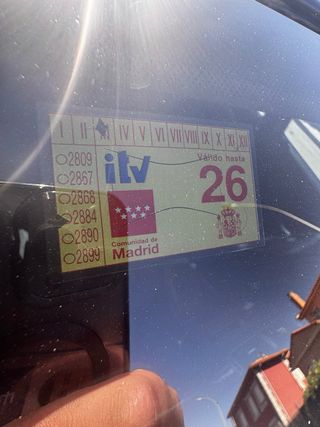 I II III IV V VI VII VIII IX X XI XII
2809
2867
2868
2884
2890
2899
itv
Válido hasta
26
Comunidad de
Madrid